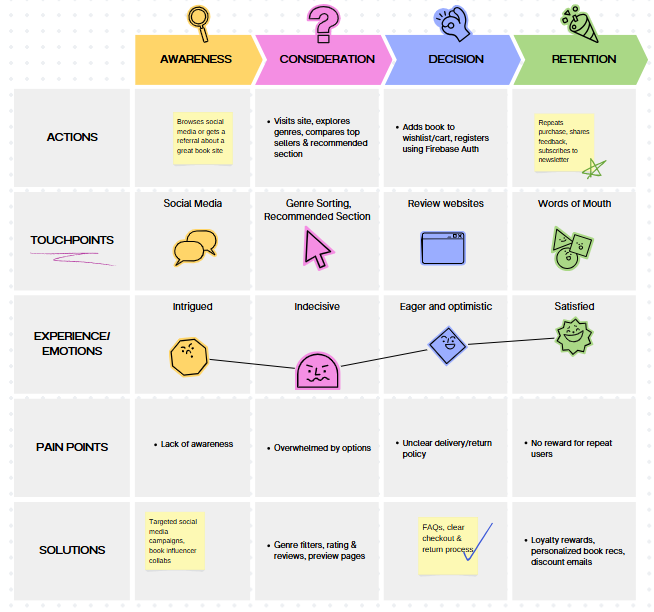 AWARENESS
CONSIDERATION
DECISION
RETENTION
ACTIONS
Browses social
media or gets a
referral about a
great book site
• Visits site, explores
genres, compares top
sellers & recommended
section
• Adds book to
wishlist/cart, registers
using Firebase Auth
Repeats
purchase, shares
feedback,
subscribes to
newsletter
TOUCHPOINTS
Social Media
Genre Sorting,
Recommended Section
Review websites
Words of Mouth
EXPERIENCE/
EMOTIONS
Intrigued
Indecisive
Eager and optimistic
Satisfied
PAIN POINTS
• Lack of awareness
• Overwhelmed by options
• Unclear delivery/return
policy
• No reward for repeat
users
SOLUTIONS
Targeted social
media
campaigns,
book influencer
collabs
• Genre filters, rating &
reviews, preview pages
FAQs, clear
checkout &
return process
• Loyalty rewards,
personalized book recs,
discount emails